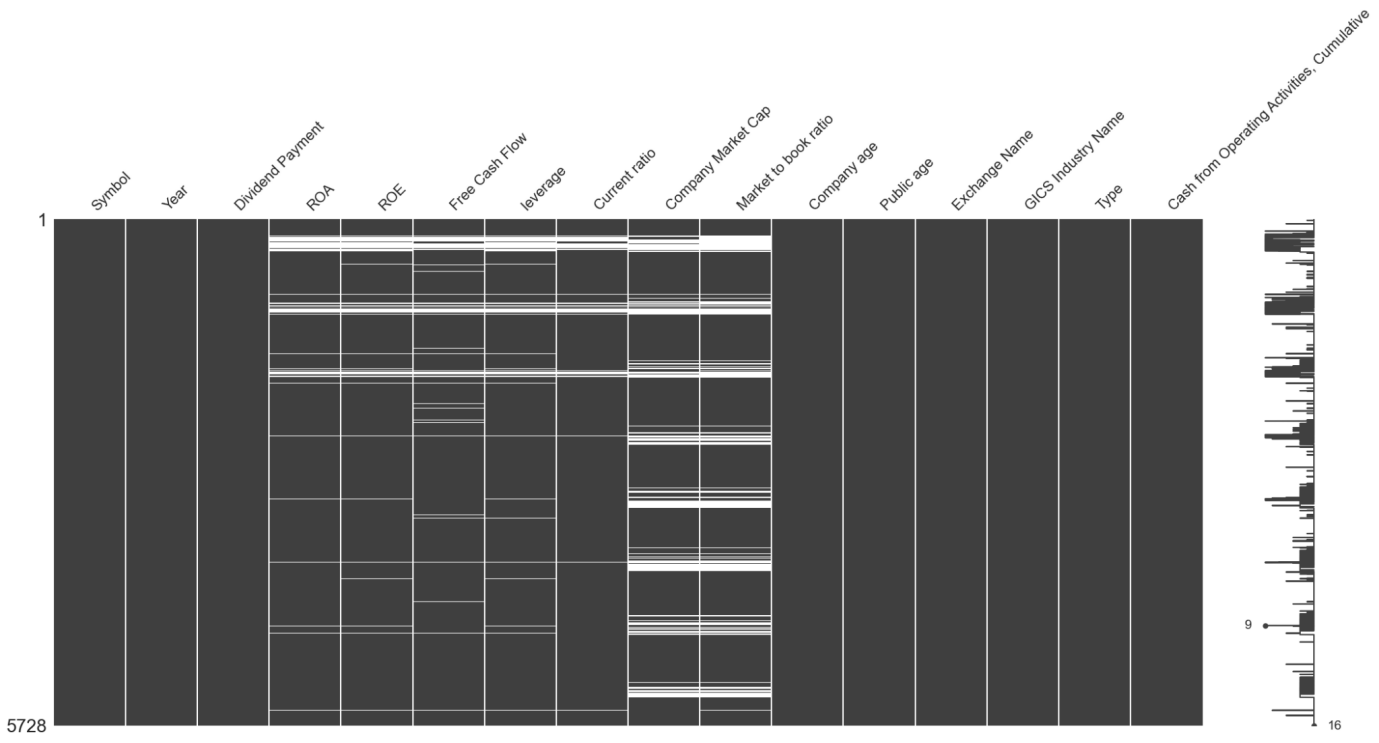 Symbol
Year
Dividend Payment
ROA
ROE
Free Cash Flow
leverage
Current ratio
Company Market Cap
Market to book ratio
Company age
Public age
Exchange Name
GICS Industry Name
Type
Cash from Operating Activities, Cumulative
1
9
5728
16